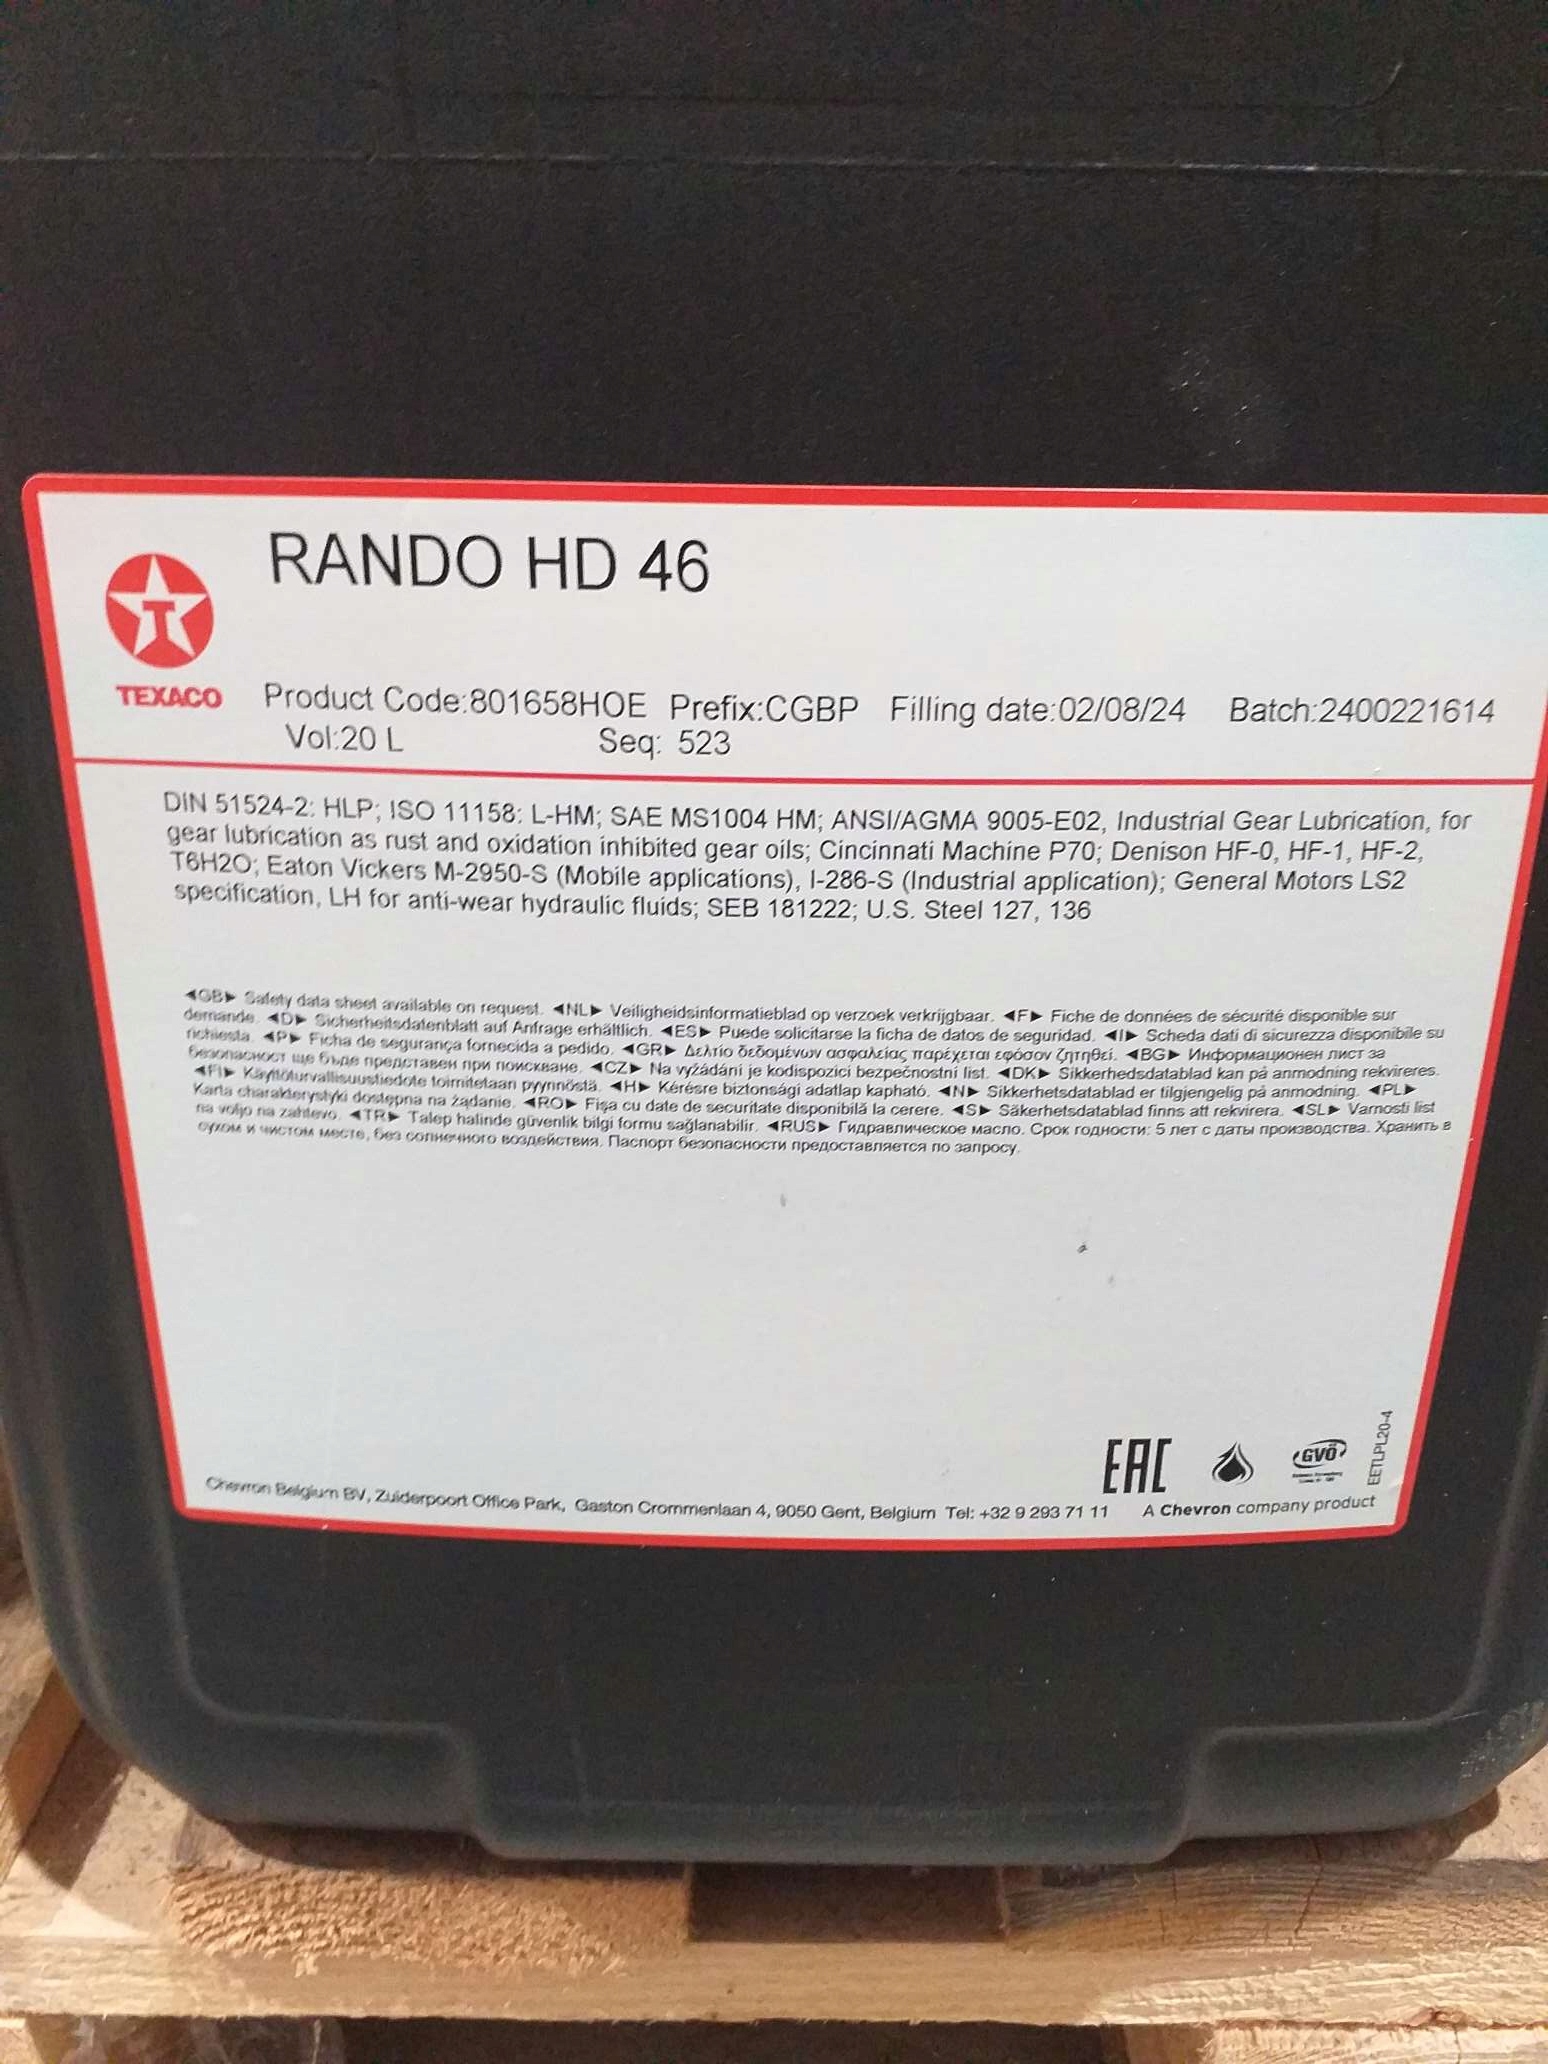 RANDO HD 46
TEXACO
Product Code:801658HOE Prefix:CGBP Filling date:02/08/24 Batch:2400221614
Vol:20 L Seq: 523
DIN 51524-2: HLP; ISO 11158: L-HM; SAE MS1004 HM; ANSI/AGMA 9005-E02, Industrial Gear Lubrication, for
gear lubrication as rust and oxidation inhibited gear oils; Cincinnati Machine P70; Denison HF-0, HF-1, HF-2,
T6H2O; Eaton Vickers M-2950-S (Mobile applications), I-286-S (Industrial application); General Motors LS2
specification, LH for anti-wear hydraulic fluids; SEB 181222; U.S. Steel 127, 136
◄GB► Safety data sheet available on request. ◄NL► Veiligheidsinformatieblad op verzoek verkrijgbaar. ◄F► Fiche de données de sécurité disponible sur
demande. ◄D► Sicherheitsdatenblatt auf Anfrage erhältlich. ◄ES► Puede solicitarse la ficha de datos de seguridad. ◄I► Scheda dati di sicurezza disponibile su
richiesta. ◄P► Ficha de segurança fornecida a pedido. ◄GR► Δελτίο δεδομένων ασφαλείας παρέχεται εφόσον ζητηθεί. ◄BG► Информационен лист за
безопасност ще бъде представен при поискване. ◄CZ► Na vyžádání je kodispozici bezpečnostní list. ◄DK► Sikkerhedsdatablad kan på anmodning rekvireres.
◄FI► Käyttöturvallisuustiedote toimitetaan pyynnöstä. ◄H► Kérésre biztonsági adatlap kapható. ◄N► Sikkerhetsdatablad er tilgjengelig på anmodning. ◄PL►
Karta charakterystyki dostępna na żądanie. ◄RO► Fişa cu date de securitate disponibilă la cerere. ◄S► Säkerhetsdatablad finns att rekvirera. ◄SL► Varnosti list
na voljo na zahtevo. ◄TR► Talep halinde güvenlik bilgi formu sağlanabilir. ◄RUS► Гидравлическое масло. Срок годности: 5 лет с даты производства. Хранить в
сухом и чистом месте, без солнечного воздействия. Паспорт безопасности предоставляется по запросу.
EAC
GVÖ
EETLPL20-4
Chevron Belgium BV, Zuiderpoort Office Park, Gaston Crommenlaan 4, 9050 Gent, Belgium Tel: +32 9 293 71 11 A Chevron company product